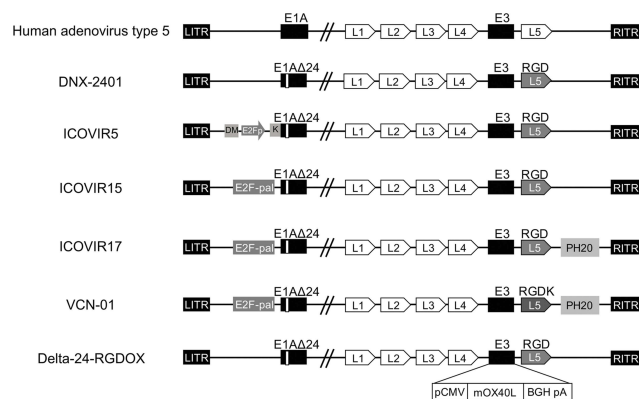 E1A E3
Human adenovirus type 5 LITR L1 L2 L3 L4 L5 RITR
E1AΔ24 E3 RGD
DNX-2401 LITR L1 L2 L3 L4 L5 RITR
E1AΔ24 E3 RGD
ICOVIR5 LITR DM E2Fp K L1 L2 L3 L4 L5 RITR
E1AΔ24 E3 RGD
ICOVIR15 LITR E2F-pal L1 L2 L3 L4 L5 RITR
E1AΔ24 E3 RGD
ICOVIR17 LITR E2F-pal L1 L2 L3 L4 L5 PH20 RITR
E1AΔ24 E3 RGDK
VCN-01 LITR E2F-pal L1 L2 L3 L4 L5 PH20 RITR
E1AΔ24 E3 RGD
Delta-24-RGDOX LITR L1 L2 L3 L4 L5 RITR
pCMV mOX40L BGH pA